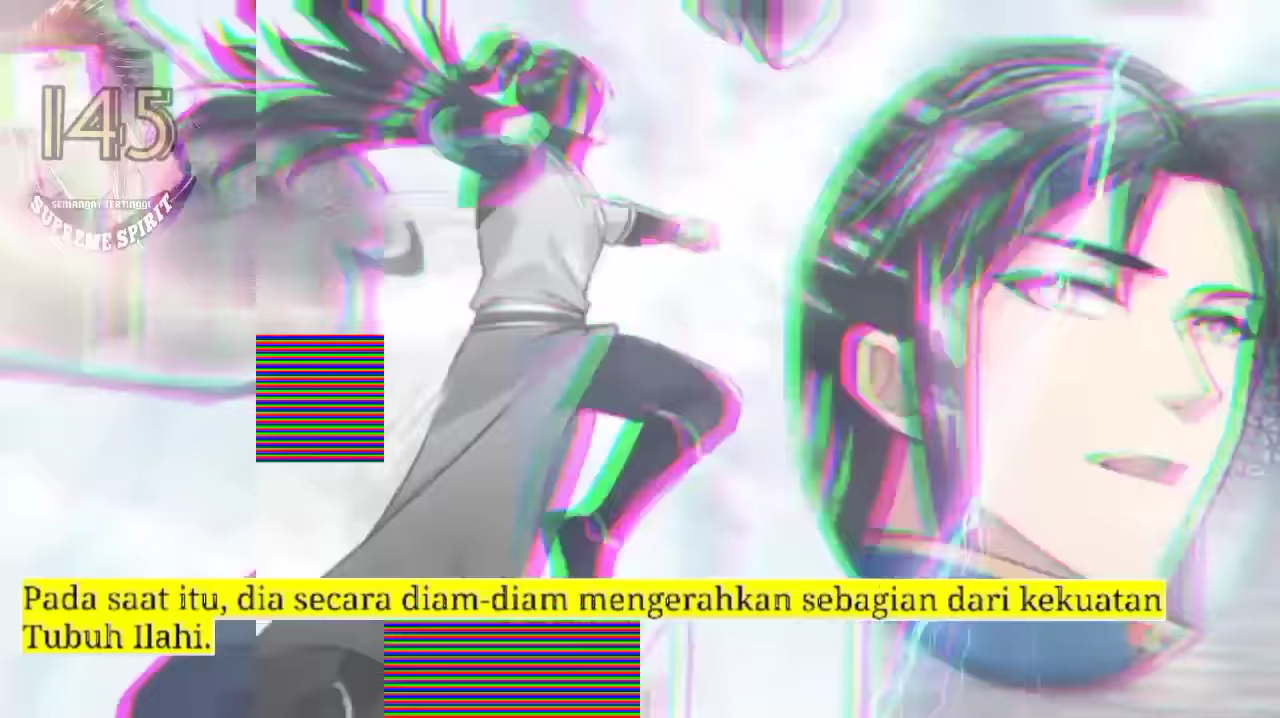 145
SEMANGAT TERTINGGI
SUPREME SPIRIT
Pada saat itu, dia secara diam-diam mengerahkan sebagian dari kekuatan
Tubuh Ilahi.